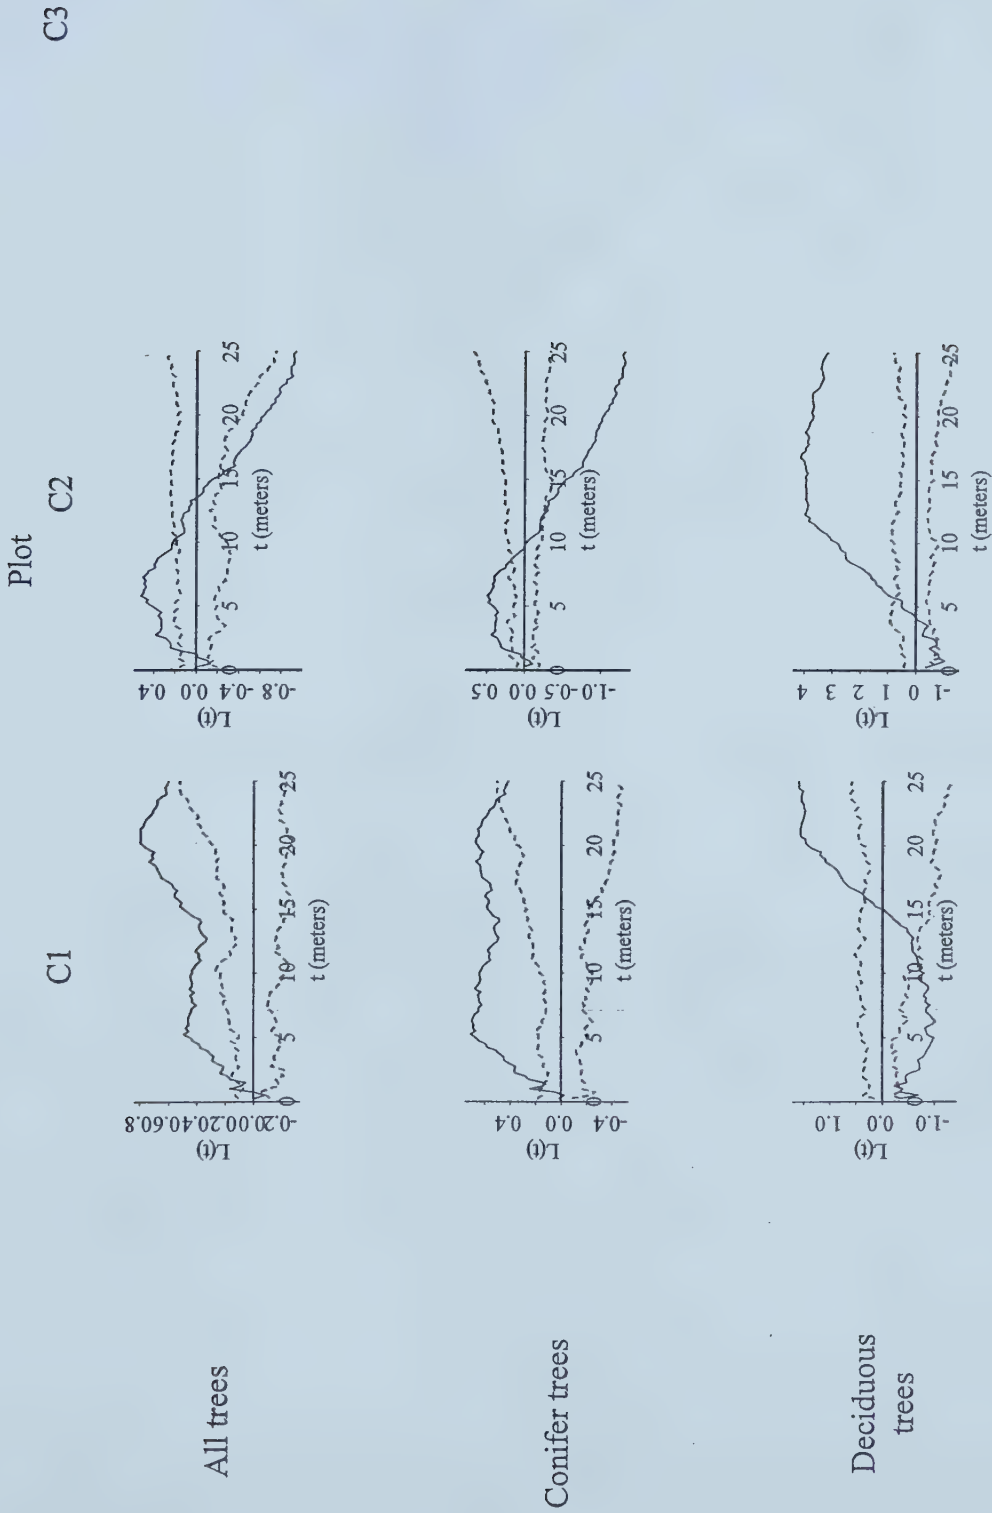 Plot
C1
C2
C3
All trees
L(t)
-0.2 0.0 0.2 0.4 0.6 0.8
0 5 10 15 20 25
t (meters)
L(t)
-0.8 -0.4 0.0 0.4
0 5 10 15 20 25
t (meters)
Conifer trees
L(t)
-0.4 0.0 0.4
0 5 10 15 20 25
t (meters)
L(t)
-1.0 -0.5 0.0 0.5
0 5 10 15 20 25
t (meters)
Deciduous
trees
L(t)
-1.0 0.0 1.0
0 5 10 15 20 25
t (meters)
L(t)
-1 0 1 2 3 4
0 5 10 15 20 25
t (meters)